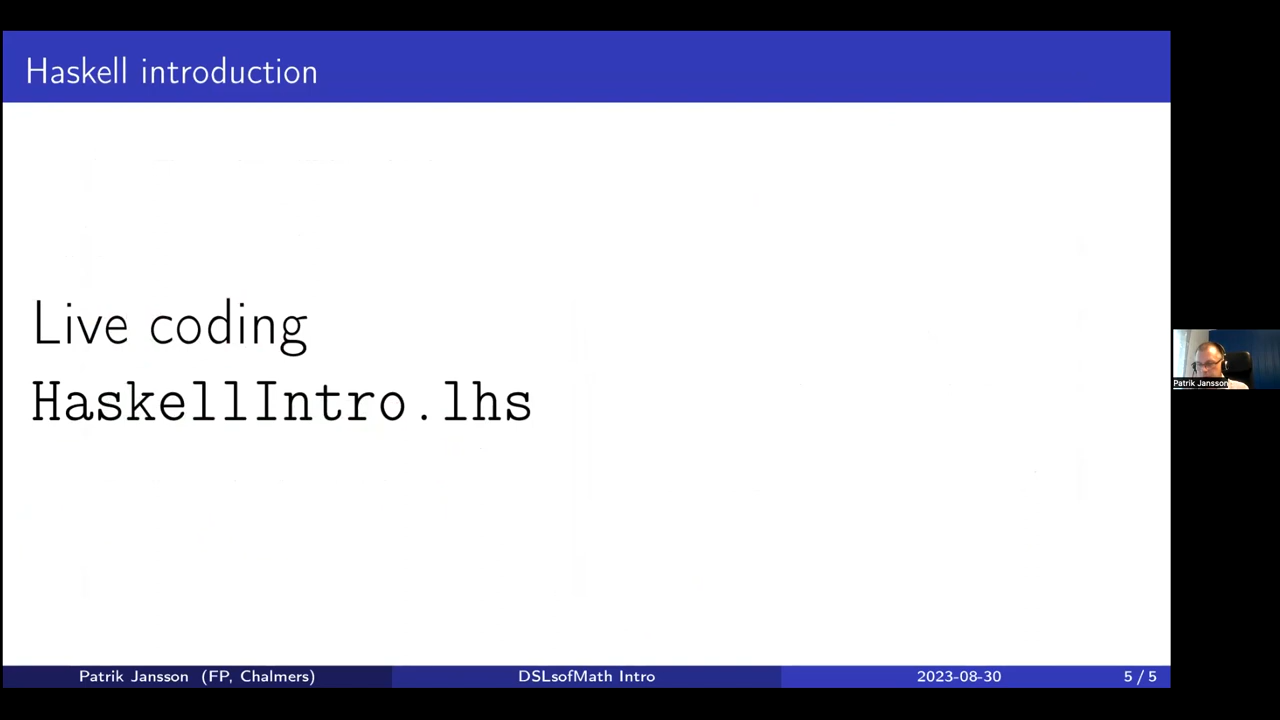 Haskell introduction
Live coding
HaskellIntro.lhs
Patrik Jansson
Patrik Jansson (FP, Chalmers)
DSLsofMath Intro
2023-08-30
5 / 5